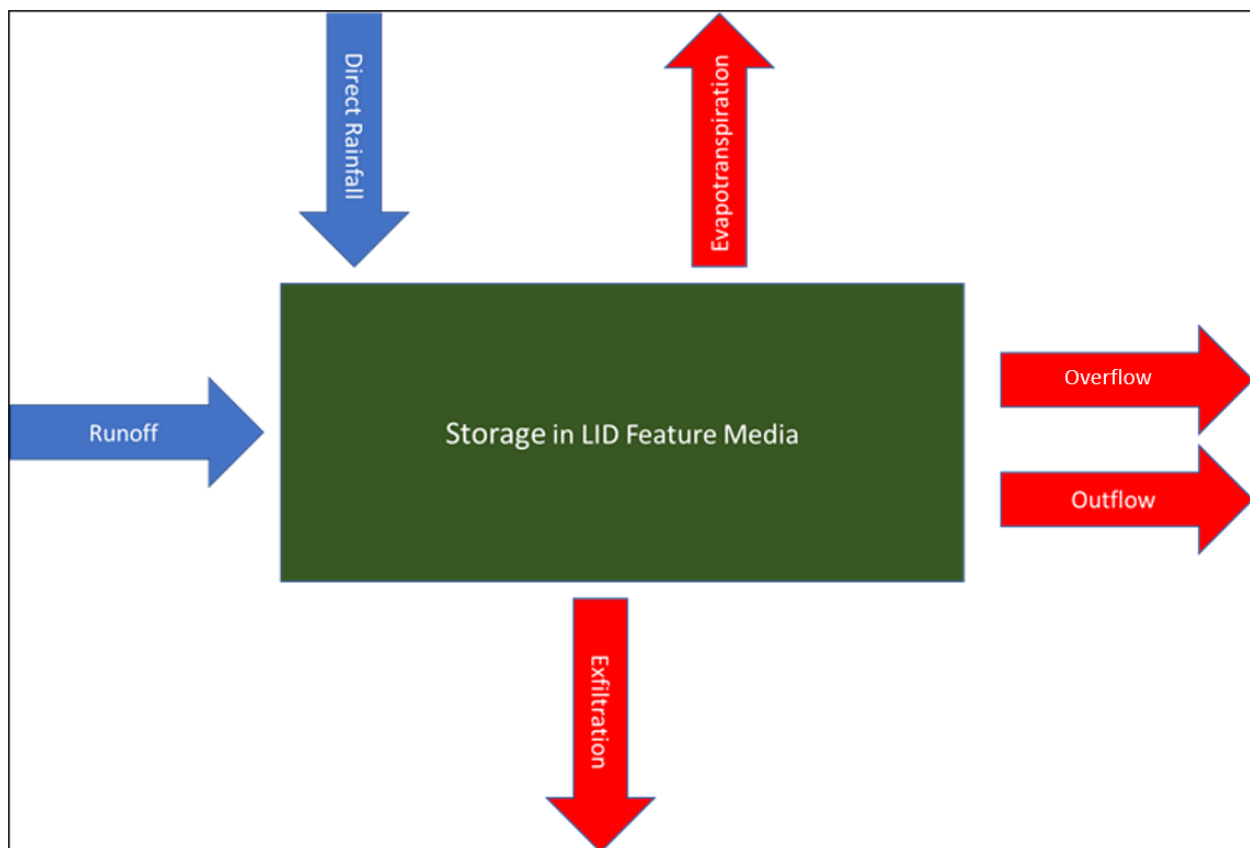 Direct Rainfall
Evapotranspiration
Runoff
Storage in LID Feature Media
Overflow
Outflow
Exfiltration